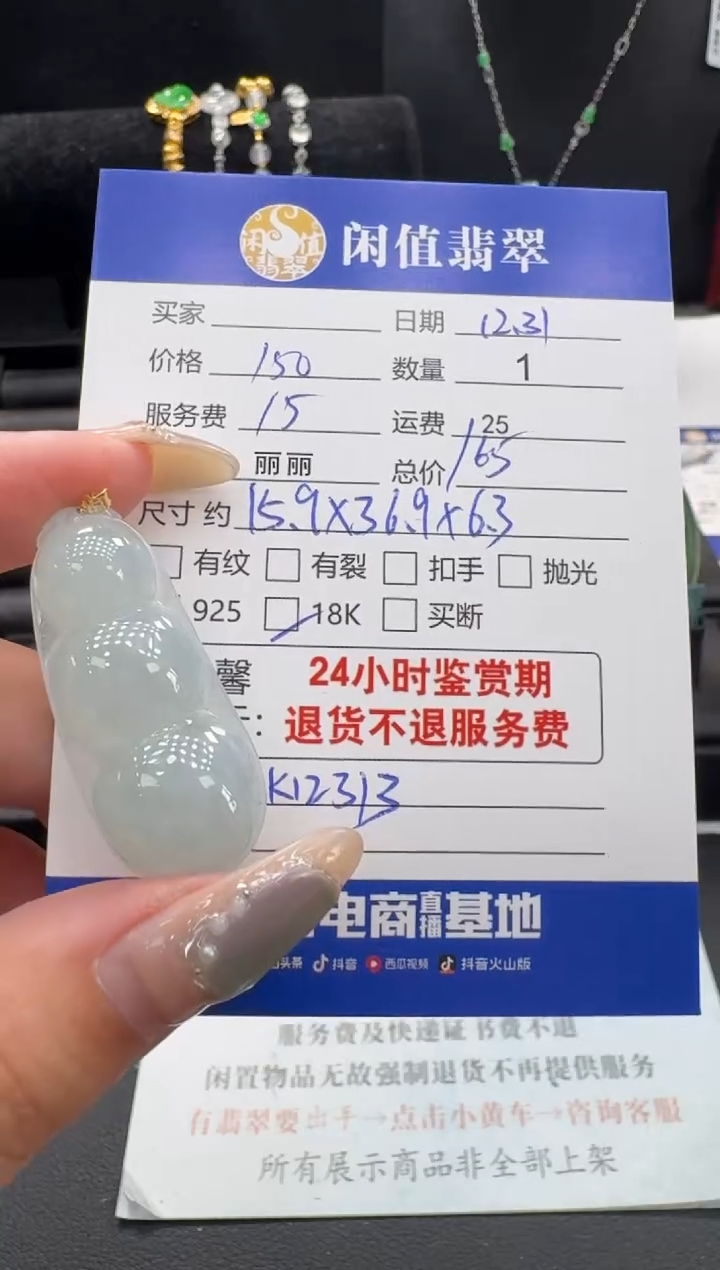 闲值翡翠 闲值翡翠
买家 日期 12.31
价格 150 数量 1
服务费 15 运费 25
丽丽 总价 165
尺寸 约 15.9X36.9X6.3
有纹 有裂 扣手 抛光
925 18K 买断
馨 24小时鉴赏期
: 退货不退服务费
K12313
电商直播基地
头条 抖音 西瓜视频 抖音火山版
服务费及快递证书费不退
闲置物品无故强制退货不再提供服务
有翡翠要出手→点击小黄车→咨询客服
所有展示商品非全部上架